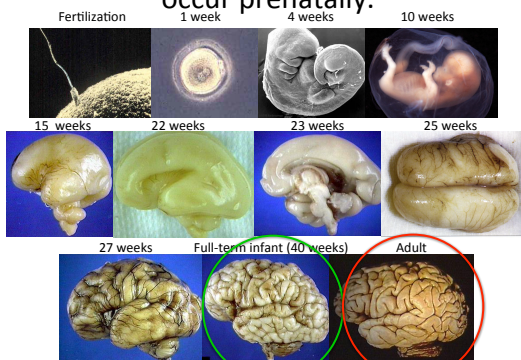 occur prenatally.
Fertilization 1 week 4 weeks 10 weeks
15 weeks 22 weeks 23 weeks 25 weeks
27 weeks Full-term infant (40 weeks) Adult